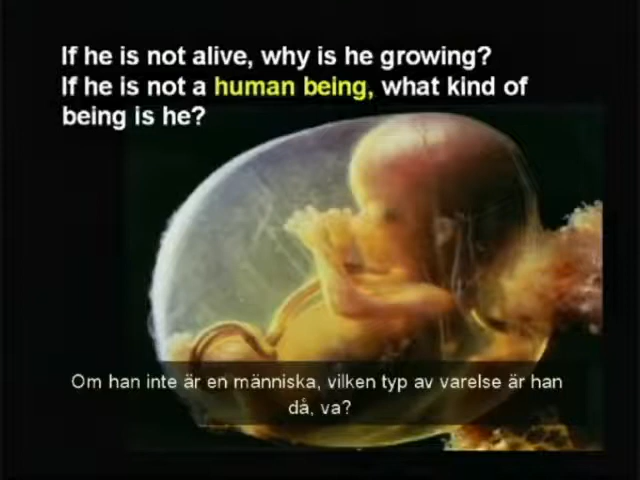 If he is not alive, why is he growing?
If he is not a human being, what kind of
being is he?
Om han inte är en människa, vilken typ av varelse är han
då, va?